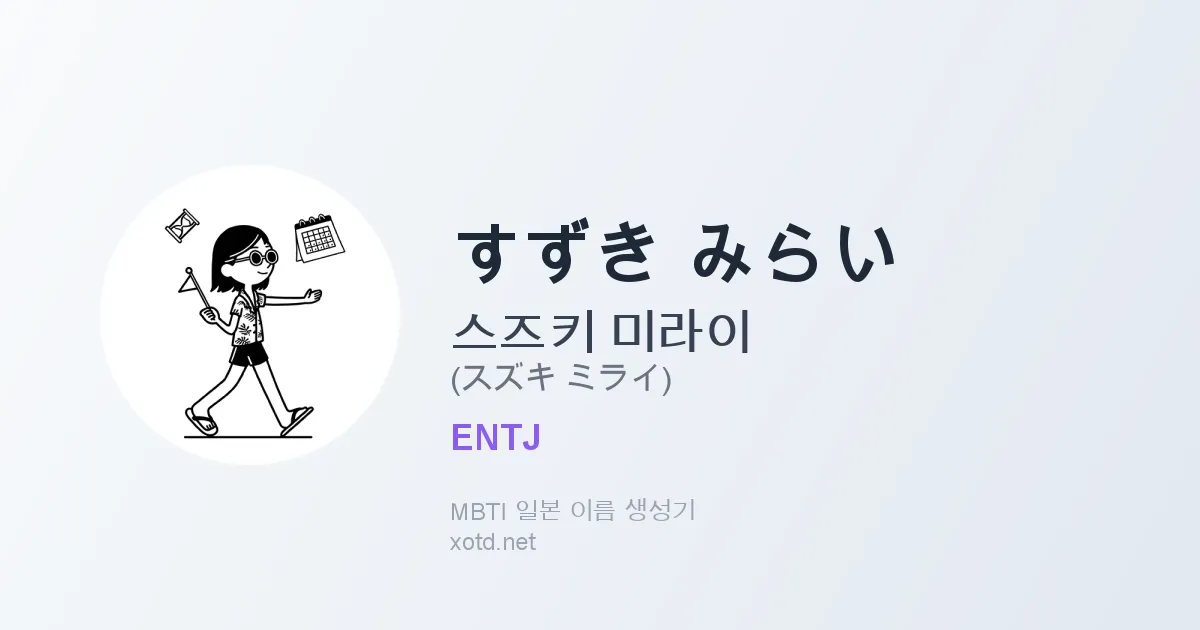 すずき みらい
스즈키 미라이
(スズキ ミライ)
ENTJ
MBTI 일본 이름 생성기
xotd.net